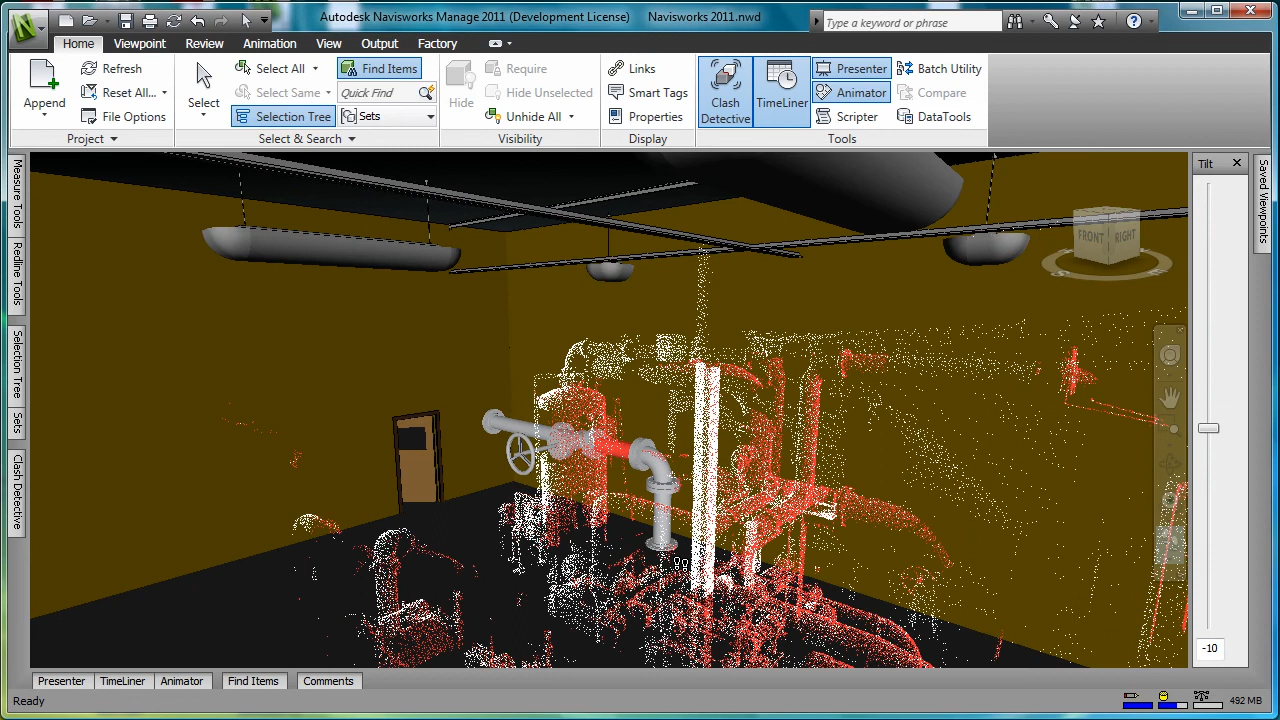 Autodesk Navisworks Manage 2011 (Development License) Navisworks 2011.nwd
Type a keyword or phrase
Home Viewpoint Review Animation View Output Factory
Append
Refresh
Reset All...
File Options
Project
Select
Select All
Select Same
Selection Tree
Find Items
Quick Find
Sets
Select & Search
Hide
Require
Hide Unselected
Unhide All
Visibility
Links
Smart Tags
Properties
Display
Clash
Detective
TimeLiner
Presenter
Animator
Scripter
Batch Utility
Compare
DataTools
Tools
Measure Tools
Redline Tools
Selection Tree
Sets
Clash Detective
FRONT RIGHT
S
E
Tilt
-10
Saved Viewpoints
Presenter TimeLiner Animator Find Items Comments
Ready
492 MB